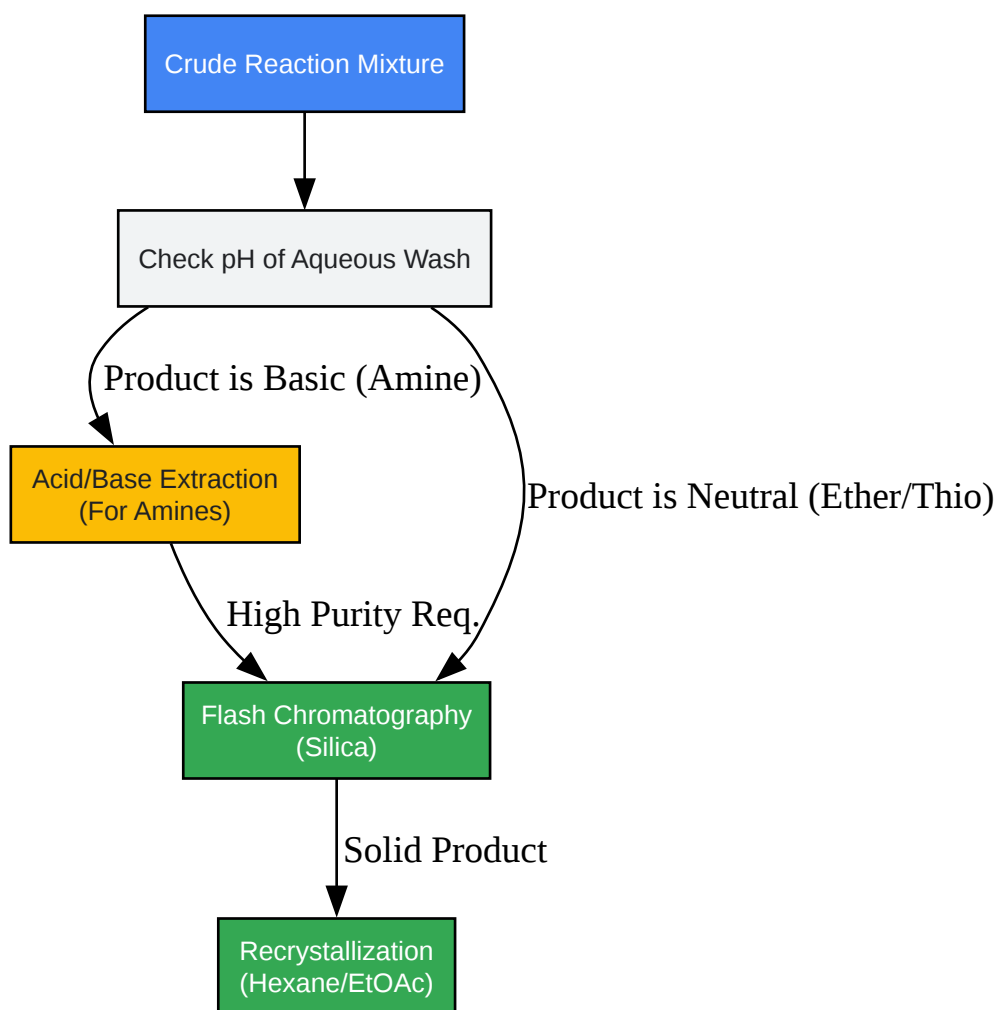 Crude Reaction Mixture
Check pH of Aqueous Wash
Product is Basic (Amine)
Acid/Base Extraction
(For Amines)
Product is Neutral (Ether/Thio)
High Purity Req.
Flash Chromatography
(Silica)
Solid Product
Recrystallization
(Hexane/EtOAc)